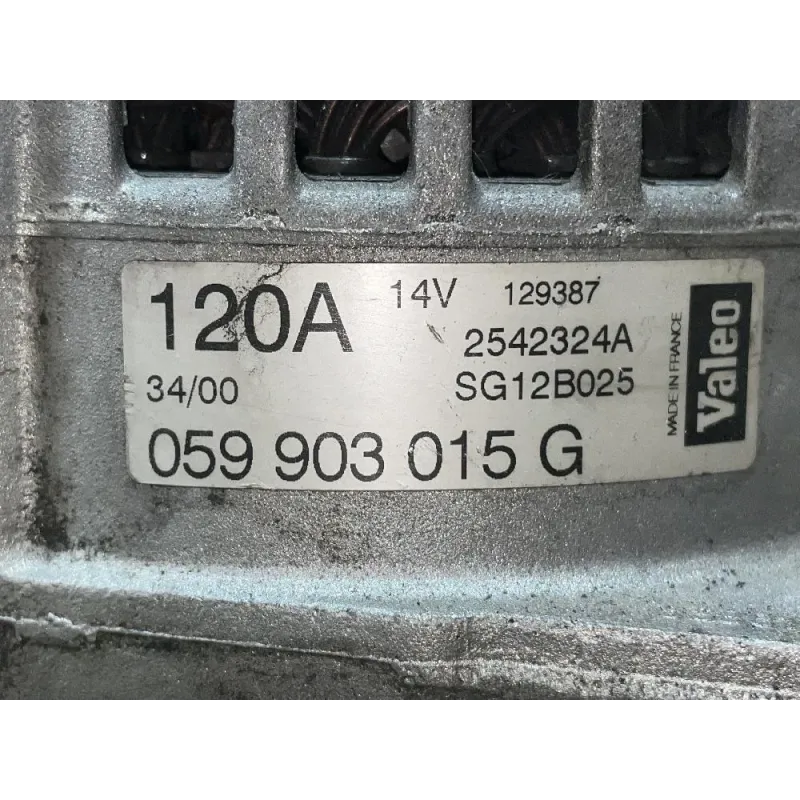 120A 14V 129387
2542324A
34/00 SG12B025
059 903 015 G
MADE IN FRANCE
Valeo